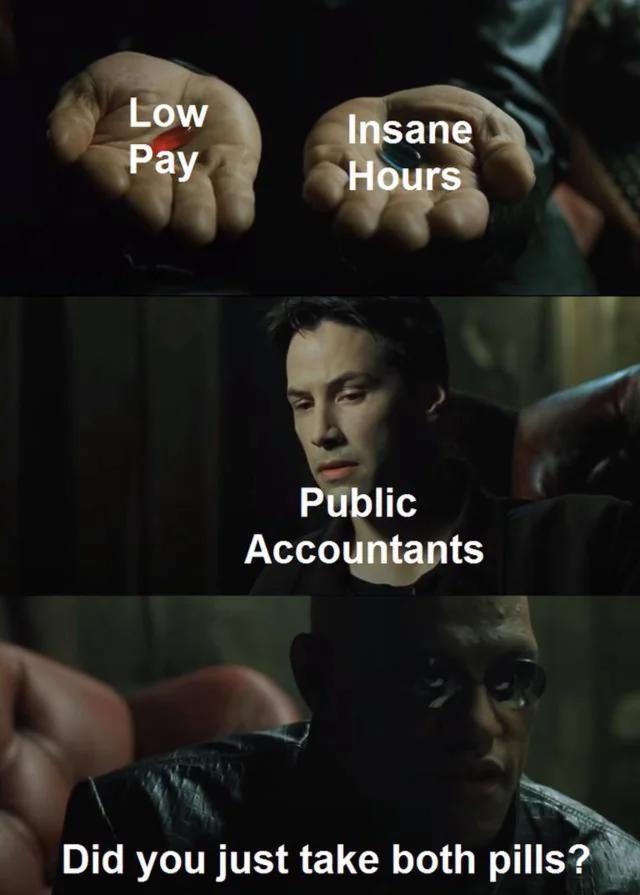 Low
Pay
Insane
Hours
Public
Accountants
Did you just take both pills?